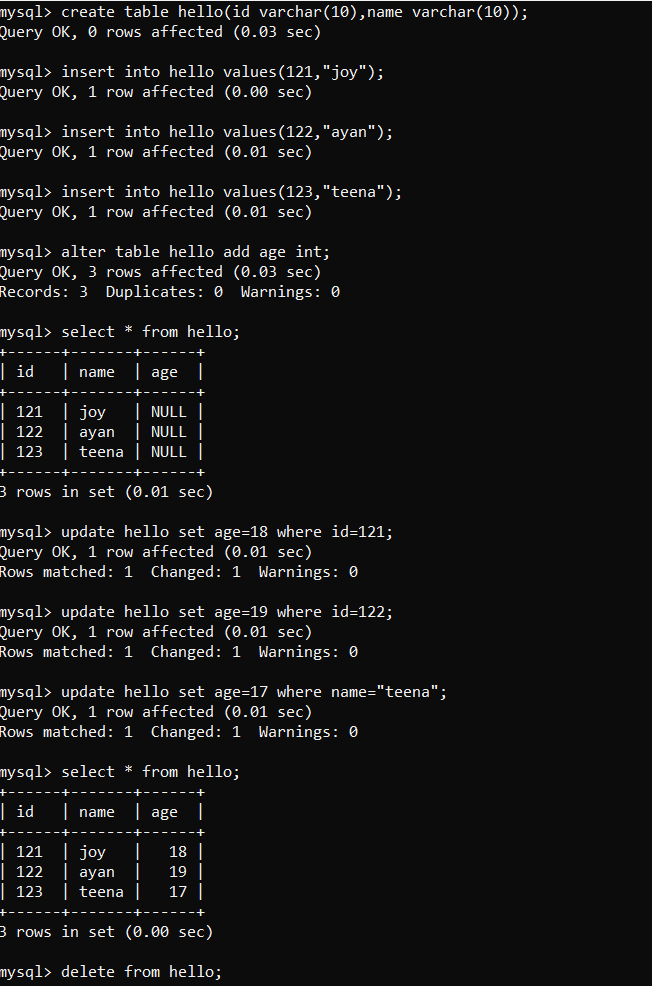 mysql> create table hello(id varchar(10),name varchar(10));
Query OK, 0 rows affected (0.03 sec)
mysql> insert into hello values(121,"joy");
Query OK, 1 row affected (0.00 sec)
mysql> insert into hello values(122,"ayan");
Query OK, 1 row affected (0.01 sec)
mysql> insert into hello values(123,"teena");
Query OK, 1 row affected (0.01 sec)
mysql> alter table hello add age int;
Query OK, 3 rows affected (0.03 sec)
Records: 3  Duplicates: 0  Warnings: 0
mysql> select * from hello;
+------+-------+------+
| id   | name  | age  |
+------+-------+------+
| 121  | joy   | NULL |
| 122  | ayan  | NULL |
| 123  | teena | NULL |
+------+-------+------+
3 rows in set (0.01 sec)
mysql> update hello set age=18 where id=121;
Query OK, 1 row affected (0.01 sec)
Rows matched: 1  Changed: 1  Warnings: 0
mysql> update hello set age=19 where id=122;
Query OK, 1 row affected (0.01 sec)
Rows matched: 1  Changed: 1  Warnings: 0
mysql> update hello set age=17 where name="teena";
Query OK, 1 row affected (0.01 sec)
Rows matched: 1  Changed: 1  Warnings: 0
mysql> select * from hello;
+------+-------+------+
| id   | name  | age  |
+------+-------+------+
| 121  | joy   |   18 |
| 122  | ayan  |   19 |
| 123  | teena |   17 |
+------+-------+------+
3 rows in set (0.00 sec)
mysql> delete from hello;